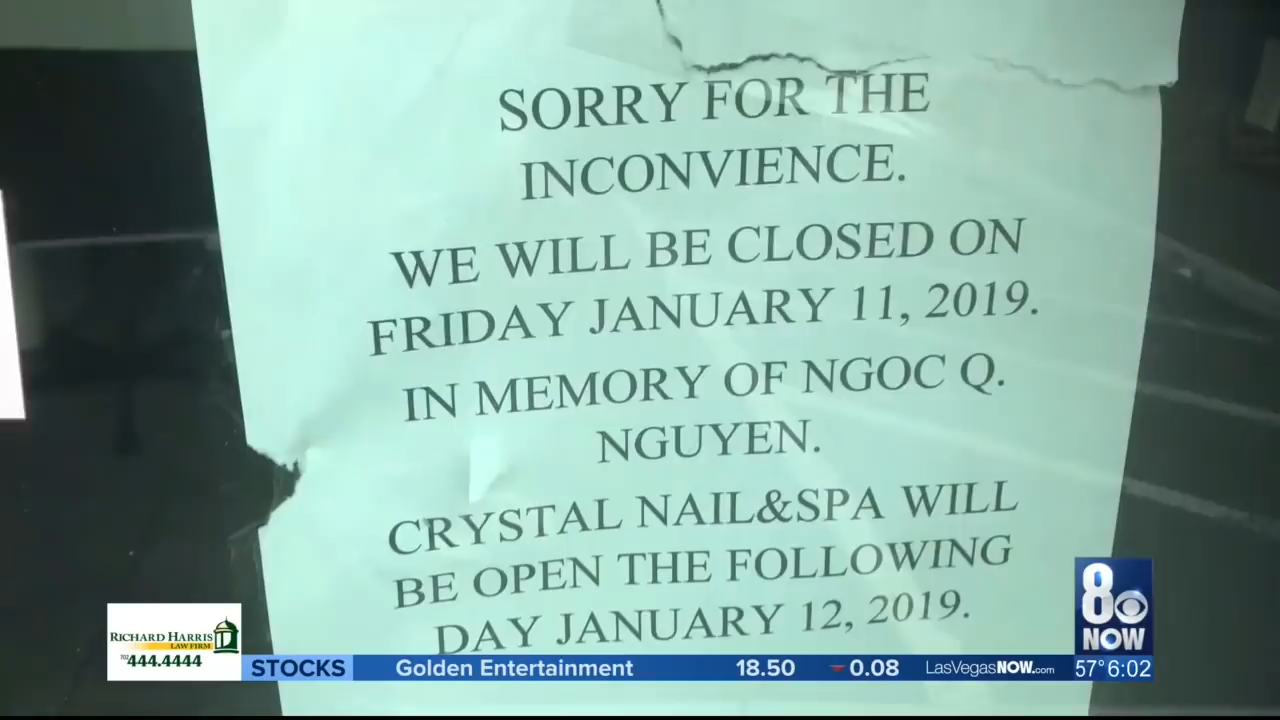 SORRY FOR THE
INCONVIENCE.
WE WILL BE CLOSED ON
FRIDAY JANUARY 11, 2019.
IN MEMORY OF NGOC Q.
NGUYEN.
CRYSTAL NAIL&SPA WILL
BE OPEN THE FOLLOWING
DAY JANUARY 12, 2019.
8
NOW
RICHARD HARRIS
LAW FIRM
702 444.4444
STOCKS Golden Entertainment 18.50 0.08 LasVegasNOW.com 57° 6:02